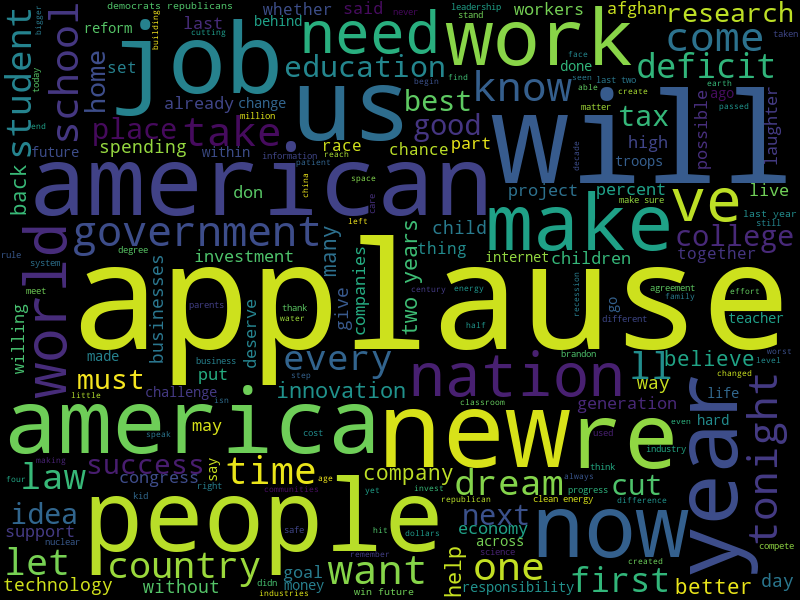 democrats republicans
student
school
home
set
reform
last
behind
building
cutting
bigger
today
job
whether
said
never
leadership
stand
afghan
workers
taken
research
need
work
come
education
done
face
seen
last two
deficit
us
know
begin
find
able
earth
create
passed
already
change
best
tax
ago
million
matter
end
place
take
good
high
possible
laughter
future
spending
within
race
chance
part
decade
troops
information
reach
patient
will
back
american
don
china
space
care
project
percent
live
make sure
left
ve
last year
still
make
college
world
government
child
degree
many
thing
internet
children
together
rule
system
investment
meet
businesses
applause
give
companies
two years
agreement
family
effort
parents
thank
water
century
energy
recession
go
different
teacher
willing
made
deserve
half
brandon
worst
level
business
every
ll
believe
changed
must
put
step
nation
way
little
challenge
isn
innovation
life
generation
america
new
re
classroom
year
tonight
may
speak
cost
used
even
hard
success
say
time
company
think
industry
making
law
congress
age
dream
cut
always
progress
four
kid
right
communities
yet
invest
republican
clean energy
difference
idea
people
next
now
support
safe
hit
dollars
economy
compete
nuclear
remember
across
let
country
want
help
one
science
created
technology
without
didn
goal
money
industries
win future
responsibility
first
better
day